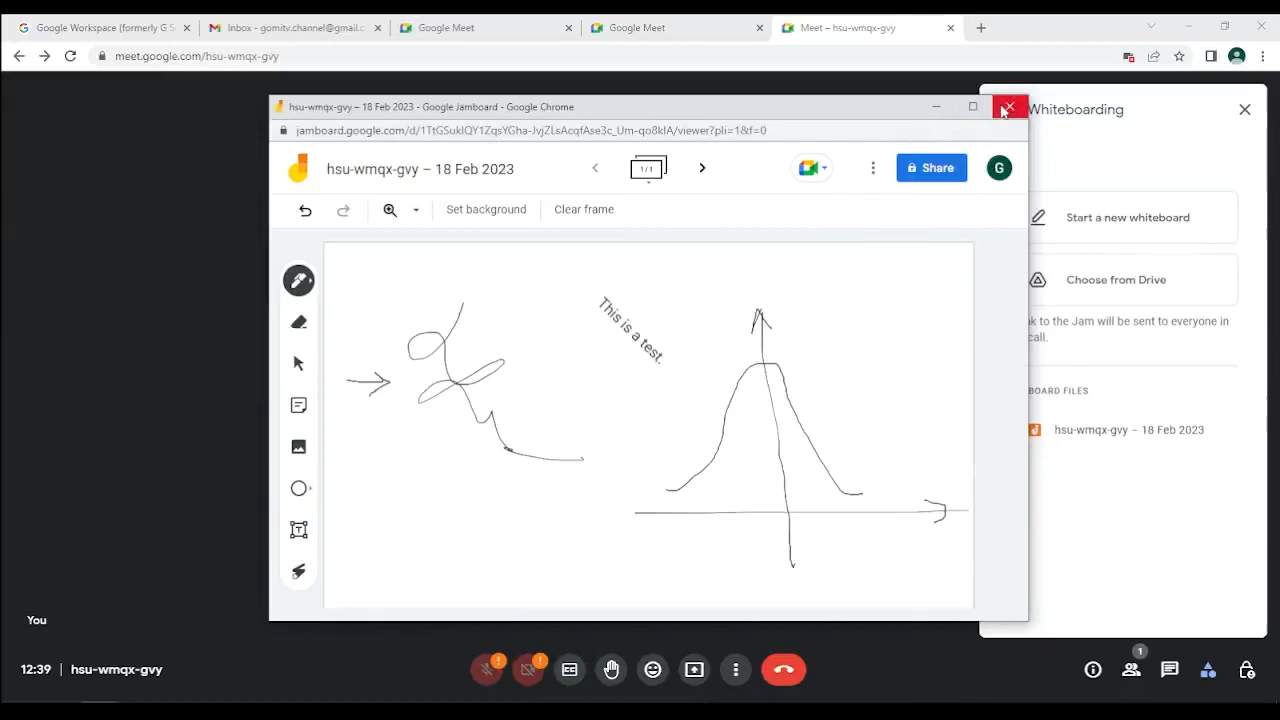 Google Workspace (formerly G S
Inbox - gomitv.channel@gmail.c
Google Meet
Google Meet
Meet – hsu-wmqx-gvy
meet.google.com/hsu-wmqx-gvy
hsu-wmqx-gvy – 18 Feb 2023 - Google Jamboard - Google Chrome
jamboard.google.com/d/1TtGSukIQY1ZqsYGha-JvjZLsAcqfAse3c_Um-qo8kIA/viewer?pli=1&f=0
hsu-wmqx-gvy – 18 Feb 2023
1/1
Share
G
Set background
Clear frame
This is a test.
T
Whiteboarding
Start a new whiteboard
Choose from Drive
nk to the Jam will be sent to everyone in
call.
BOARD FILES
hsu-wmqx-gvy – 18 Feb 2023
You
12:39 | hsu-wmqx-gvy
1